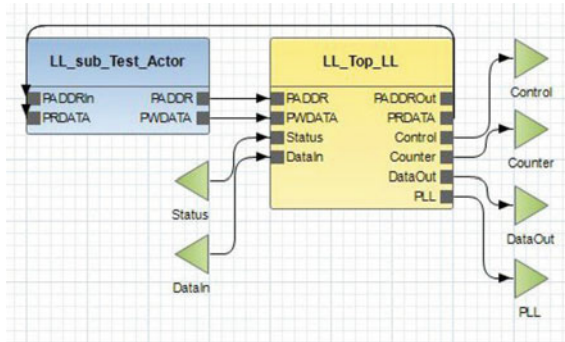 LL_sub_Test_Actor
PADDRIn PADDR
PRDATA PWDATA
LL_Top_LL
PADDR PADDROut
PWDATA PRDATA
Status Control
DataIn Counter
DataOut
PLL
Status
DataIn
Control
Counter
DataOut
PLL